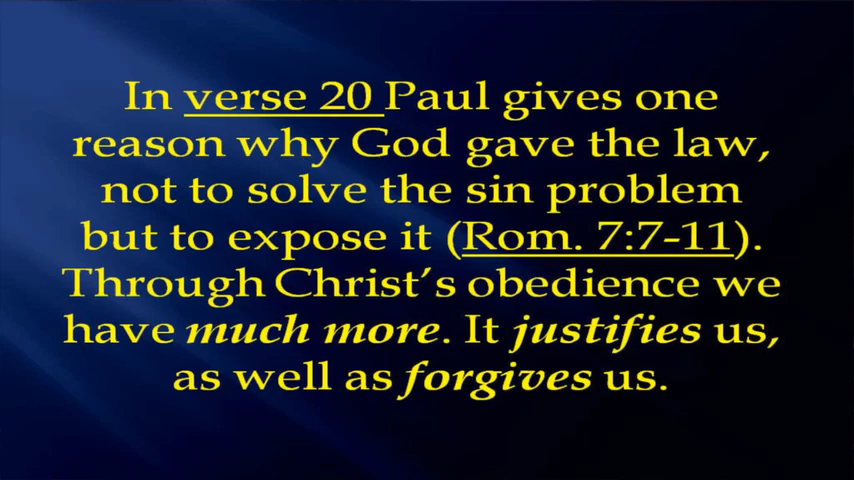 In verse 20 Paul gives one
reason why God gave the law,
not to solve the sin problem
but to expose it (Rom. 7:7-11).
Through Christ's obedience we
have much more. It justifies us,
as well as forgives us.